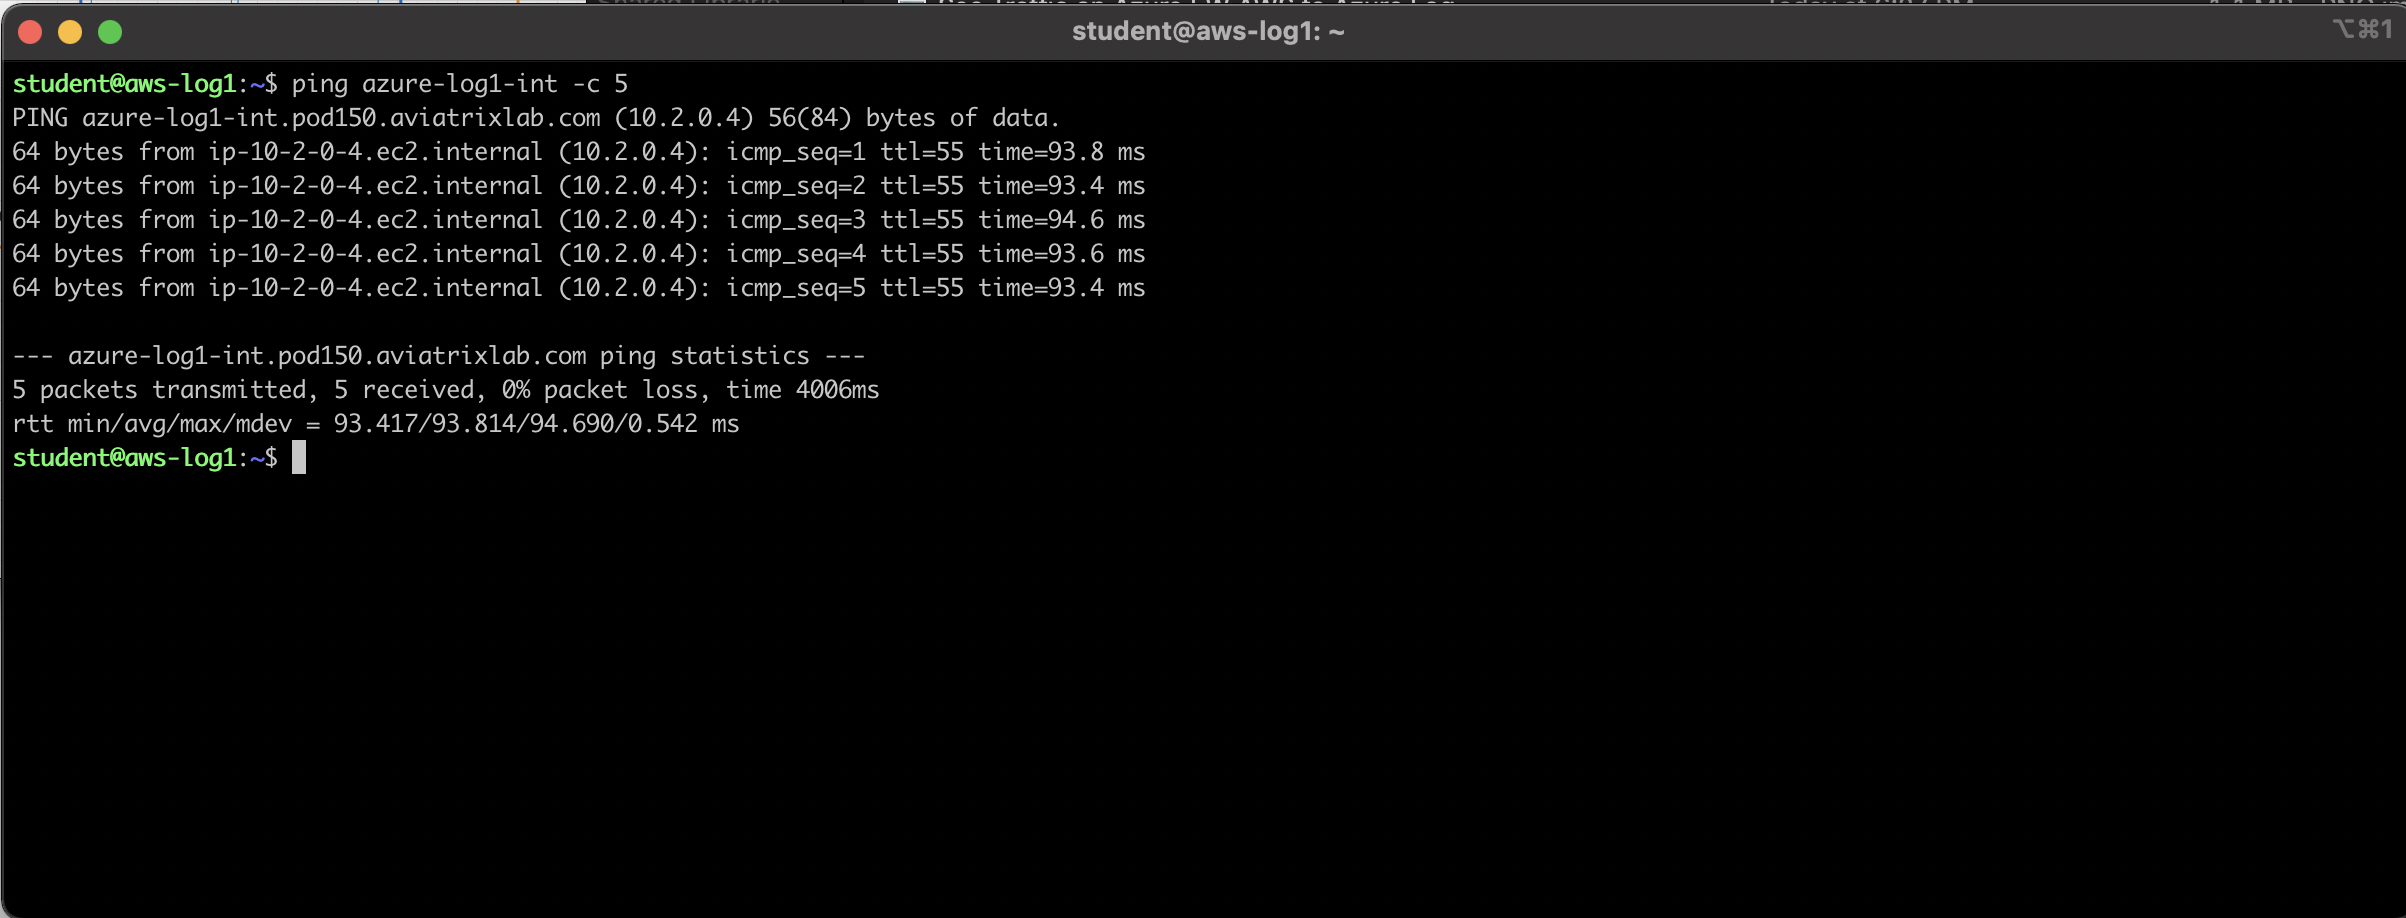 student@aws-log1: ~
⌥⌘1
student@aws-log1:~$ ping azure-log1-int -c 5
PING azure-log1-int.pod150.aviatrixlab.com (10.2.0.4) 56(84) bytes of data.
64 bytes from ip-10-2-0-4.ec2.internal (10.2.0.4): icmp_seq=1 ttl=55 time=93.8 ms
64 bytes from ip-10-2-0-4.ec2.internal (10.2.0.4): icmp_seq=2 ttl=55 time=93.4 ms
64 bytes from ip-10-2-0-4.ec2.internal (10.2.0.4): icmp_seq=3 ttl=55 time=94.6 ms
64 bytes from ip-10-2-0-4.ec2.internal (10.2.0.4): icmp_seq=4 ttl=55 time=93.6 ms
64 bytes from ip-10-2-0-4.ec2.internal (10.2.0.4): icmp_seq=5 ttl=55 time=93.4 ms
--- azure-log1-int.pod150.aviatrixlab.com ping statistics ---
5 packets transmitted, 5 received, 0% packet loss, time 4006ms
rtt min/avg/max/mdev = 93.417/93.814/94.690/0.542 ms
student@aws-log1:~$